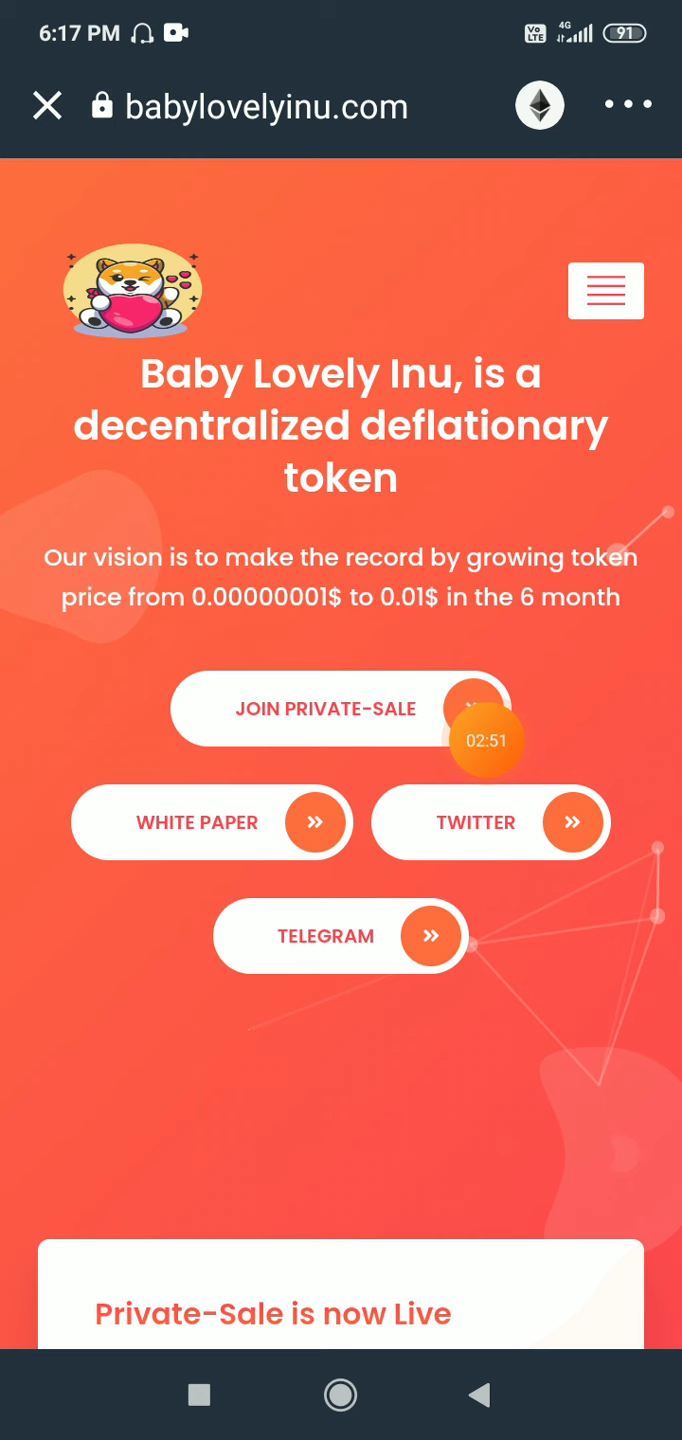 6:17 PM
Vo LTE
4G
91
babylovelyinu.com
Baby Lovely Inu, is a
decentralized deflationary
token
Our vision is to make the record by growing token
price from 0.00000001$ to 0.01$ in the 6 month
JOIN PRIVATE-SALE
02:51
WHITE PAPER
TWITTER
TELEGRAM
Private-Sale is now Live